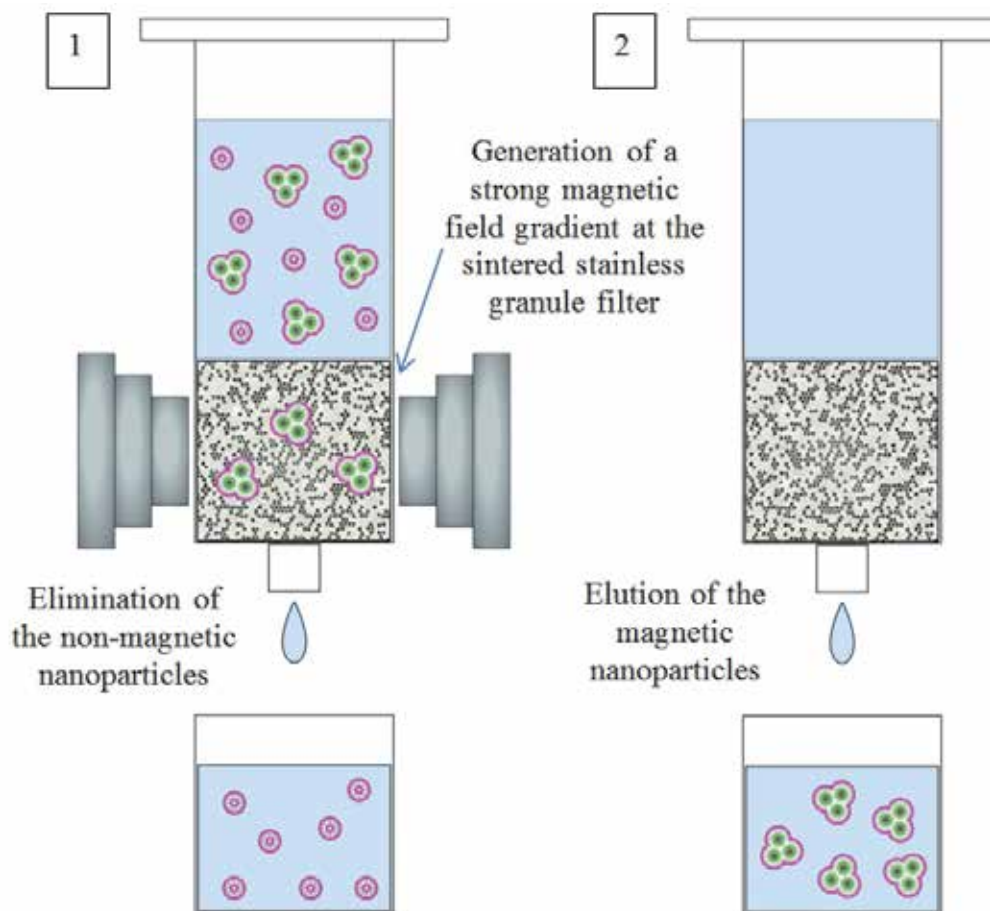 1
2
Generation of a
strong magnetic
field gradient at the
sintered stainless
granule filter
Elimination of
the non-magnetic
nanoparticles
Elution of the
magnetic
nanoparticles